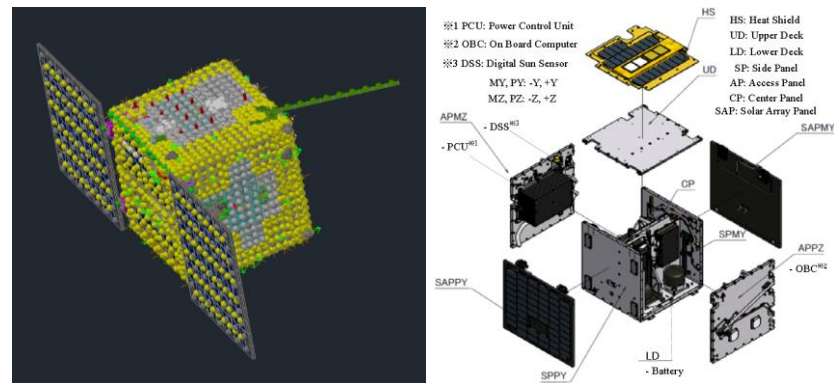 ※1 PCU: Power Control Unit
※2 OBC: On Board Computer
※3 DSS: Digital Sun Sensor
MY, PY: -Y, +Y
MZ, PZ: -Z, +Z
HS
HS: Heat Shield
UD: Upper Deck
LD: Lower Deck
SP: Side Panel
AP: Access Panel
CP: Center Panel
SAP: Solar Array Panel
UD
APMZ
- DSS※3
- PCU※1
SAPMY
CP
SPMY
APPZ
- OBC※2
SAPPY
LD
- Battery
SPPY